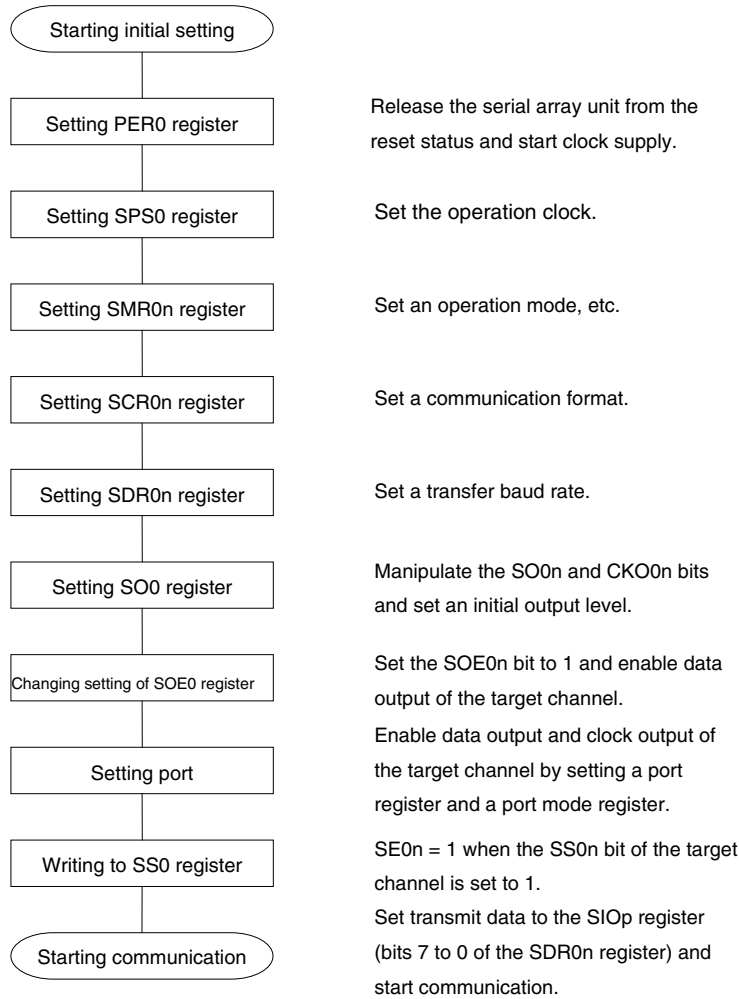 Starting initial setting
Setting PER0 register
Release the serial array unit from the
reset status and start clock supply.
Setting SPS0 register
Set the operation clock.
Setting SMR0n register
Set an operation mode, etc.
Setting SCR0n register
Set a communication format.
Setting SDR0n register
Set a transfer baud rate.
Setting SO0 register
Manipulate the SO0n and CKO0n bits
and set an initial output level.
Changing setting of SOE0 register
Set the SOE0n bit to 1 and enable data
output of the target channel.
Setting port
Enable data output and clock output of
the target channel by setting a port
register and a port mode register.
Writing to SS0 register
SE0n = 1 when the SS0n bit of the target
channel is set to 1.
Starting communication
Set transmit data to the SIOp register
(bits 7 to 0 of the SDR0n register) and
start communication.